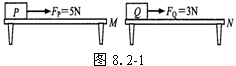 P F_P=5N M Q F_Q=3N N
图 8.2-1